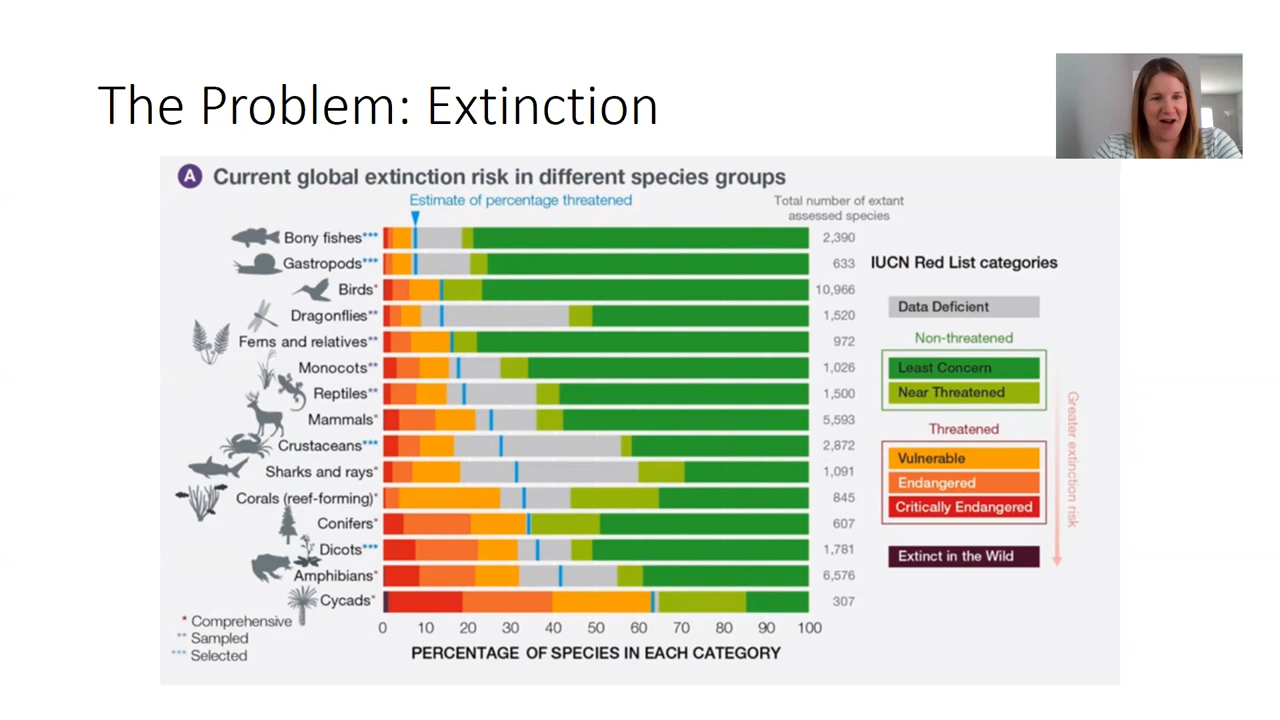 The Problem: Extinction
A Current global extinction risk in different species groups
Estimate of percentage threatened
Total number of extant
assessed species
Bony fishes*** 2,390
Gastropods*** 633
Birds* 10,966
Dragonflies** 1,520
Ferns and relatives** 972
Monocots** 1,026
Reptiles** 1,500
Mammals* 5,593
Crustaceans*** 2,872
Sharks and rays* 1,091
Corals (reef-forming)* 845
Conifers* 607
Dicots*** 1,781
Amphibians* 6,576
Cycads* 307
0 10 20 30 40 50 60 70 80 90 100
PERCENTAGE OF SPECIES IN EACH CATEGORY
* Comprehensive
** Sampled
*** Selected
IUCN Red List categories
Data Deficient
Non-threatened
Least Concern
Near Threatened
Threatened
Vulnerable
Endangered
Critically Endangered
Extinct in the Wild
Greater extinction risk